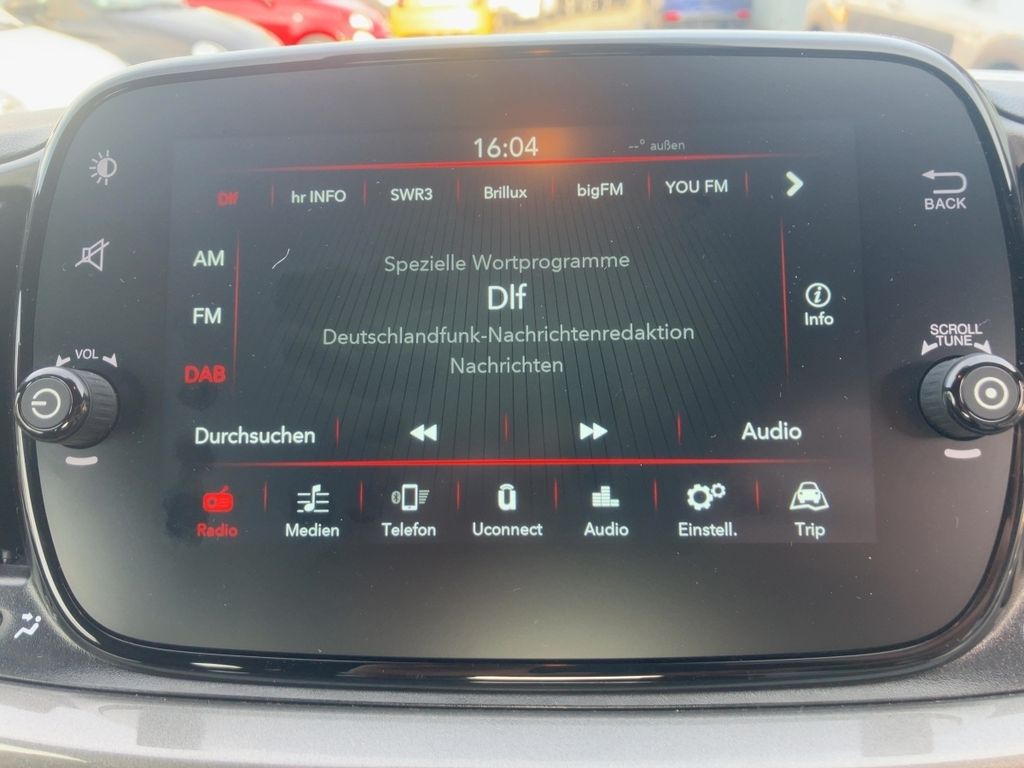 16:04
--° außen
Dlf hr INFO SWR3 Brillux bigFM YOU FM
BACK
AM
Spezielle Wortprogramme
Dlf
FM
Info
Deutschlandfunk-Nachrichtenredaktion
VOL
SCROLL
TUNE
Nachrichten
DAB
Durchsuchen
Audio
Radio Medien Telefon Uconnect Audio Einstell. Trip